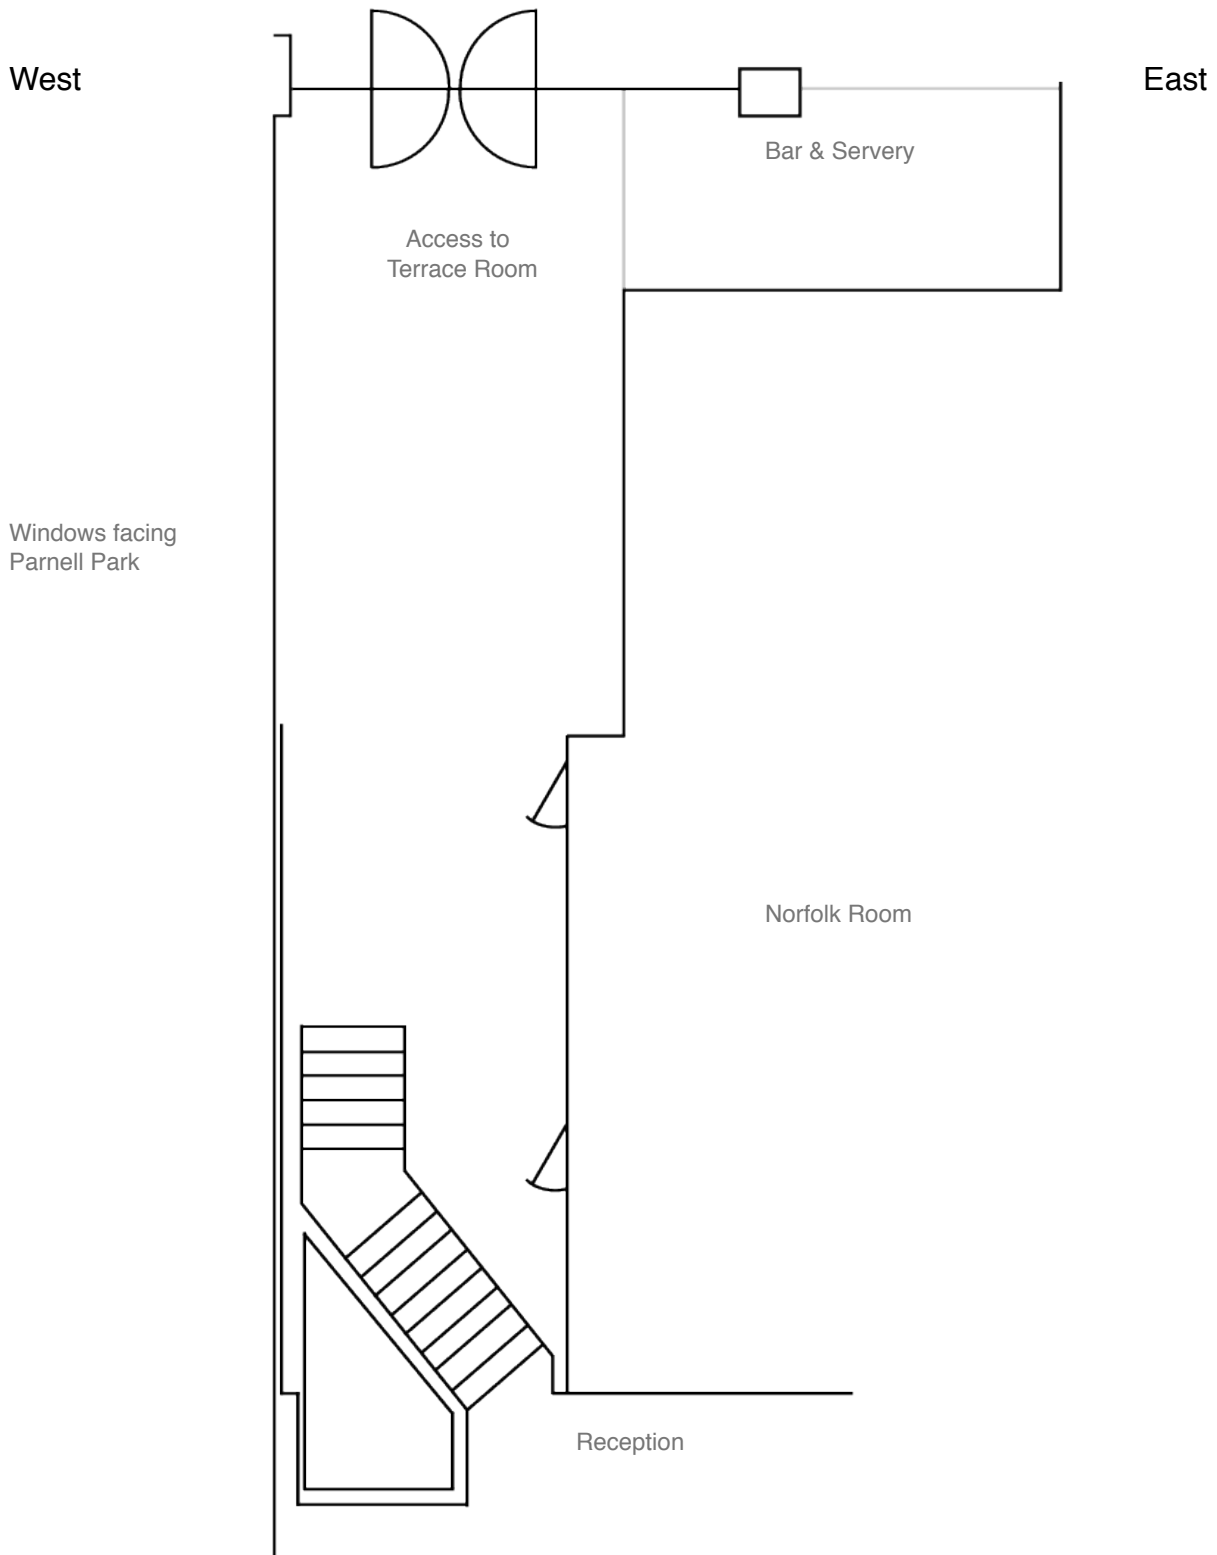 West
East
Bar & Servery
Access to
Terrace Room
Windows facing
Parnell Park
Norfolk Room
Reception